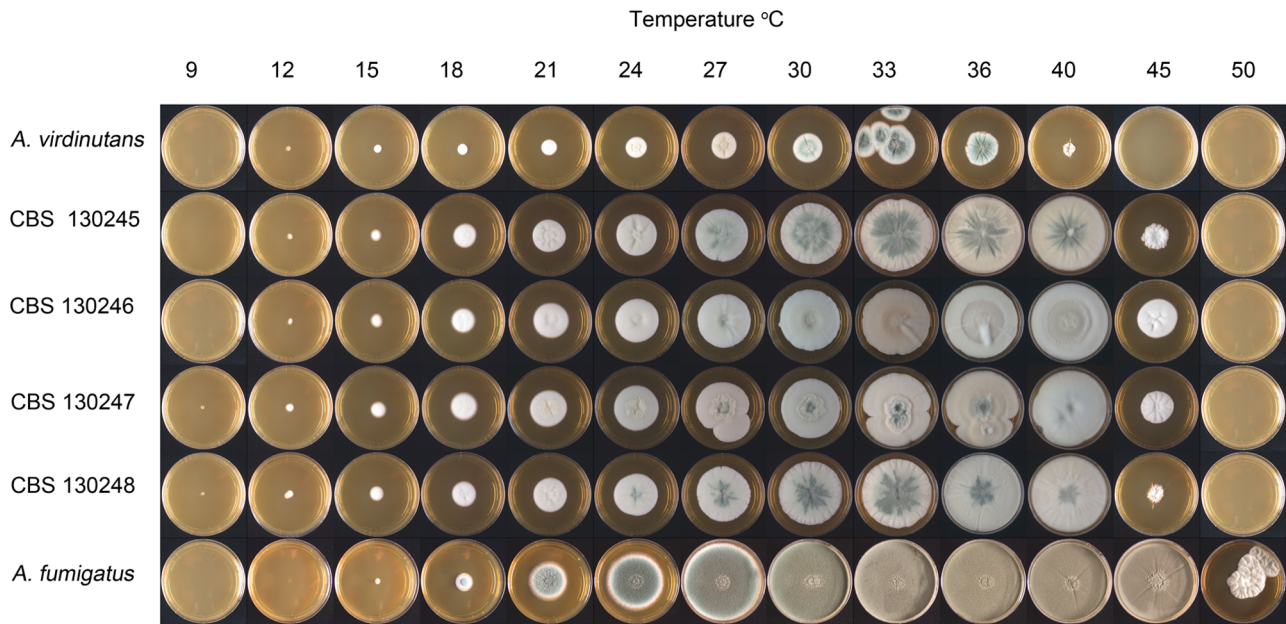 Temperature °C
9 12 15 18 21 24 27 30 33 36 40 45 50
A. virdinutans
CBS 130245
CBS 130246
CBS 130247
CBS 130248
A. fumigatus